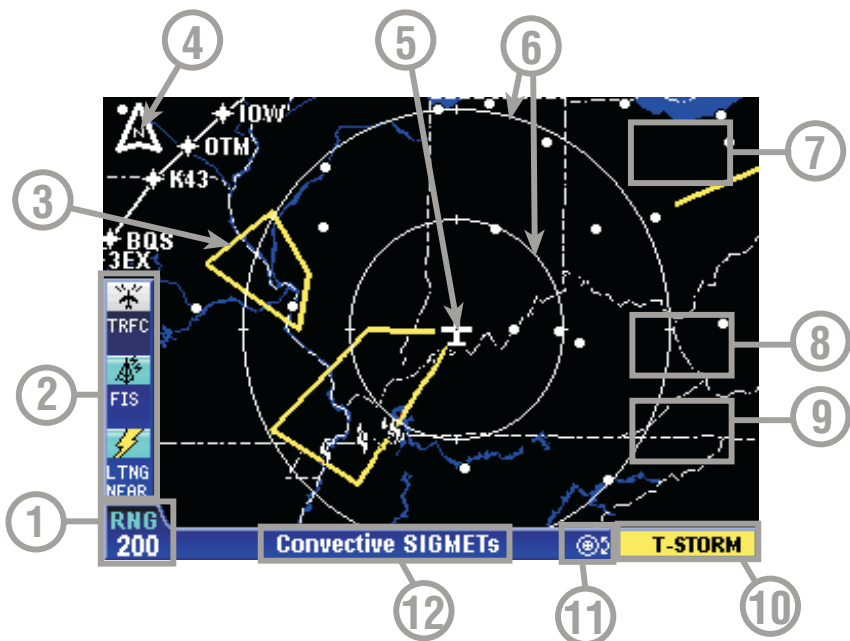 4
5
6
7
IOW
OTM
K43
3
BQS
3EX
TRFC
2
FIS
8
9
LTNG
NEAR
1
RNG
200
Convective SIGMETs
T-STORM
12
11
10
N